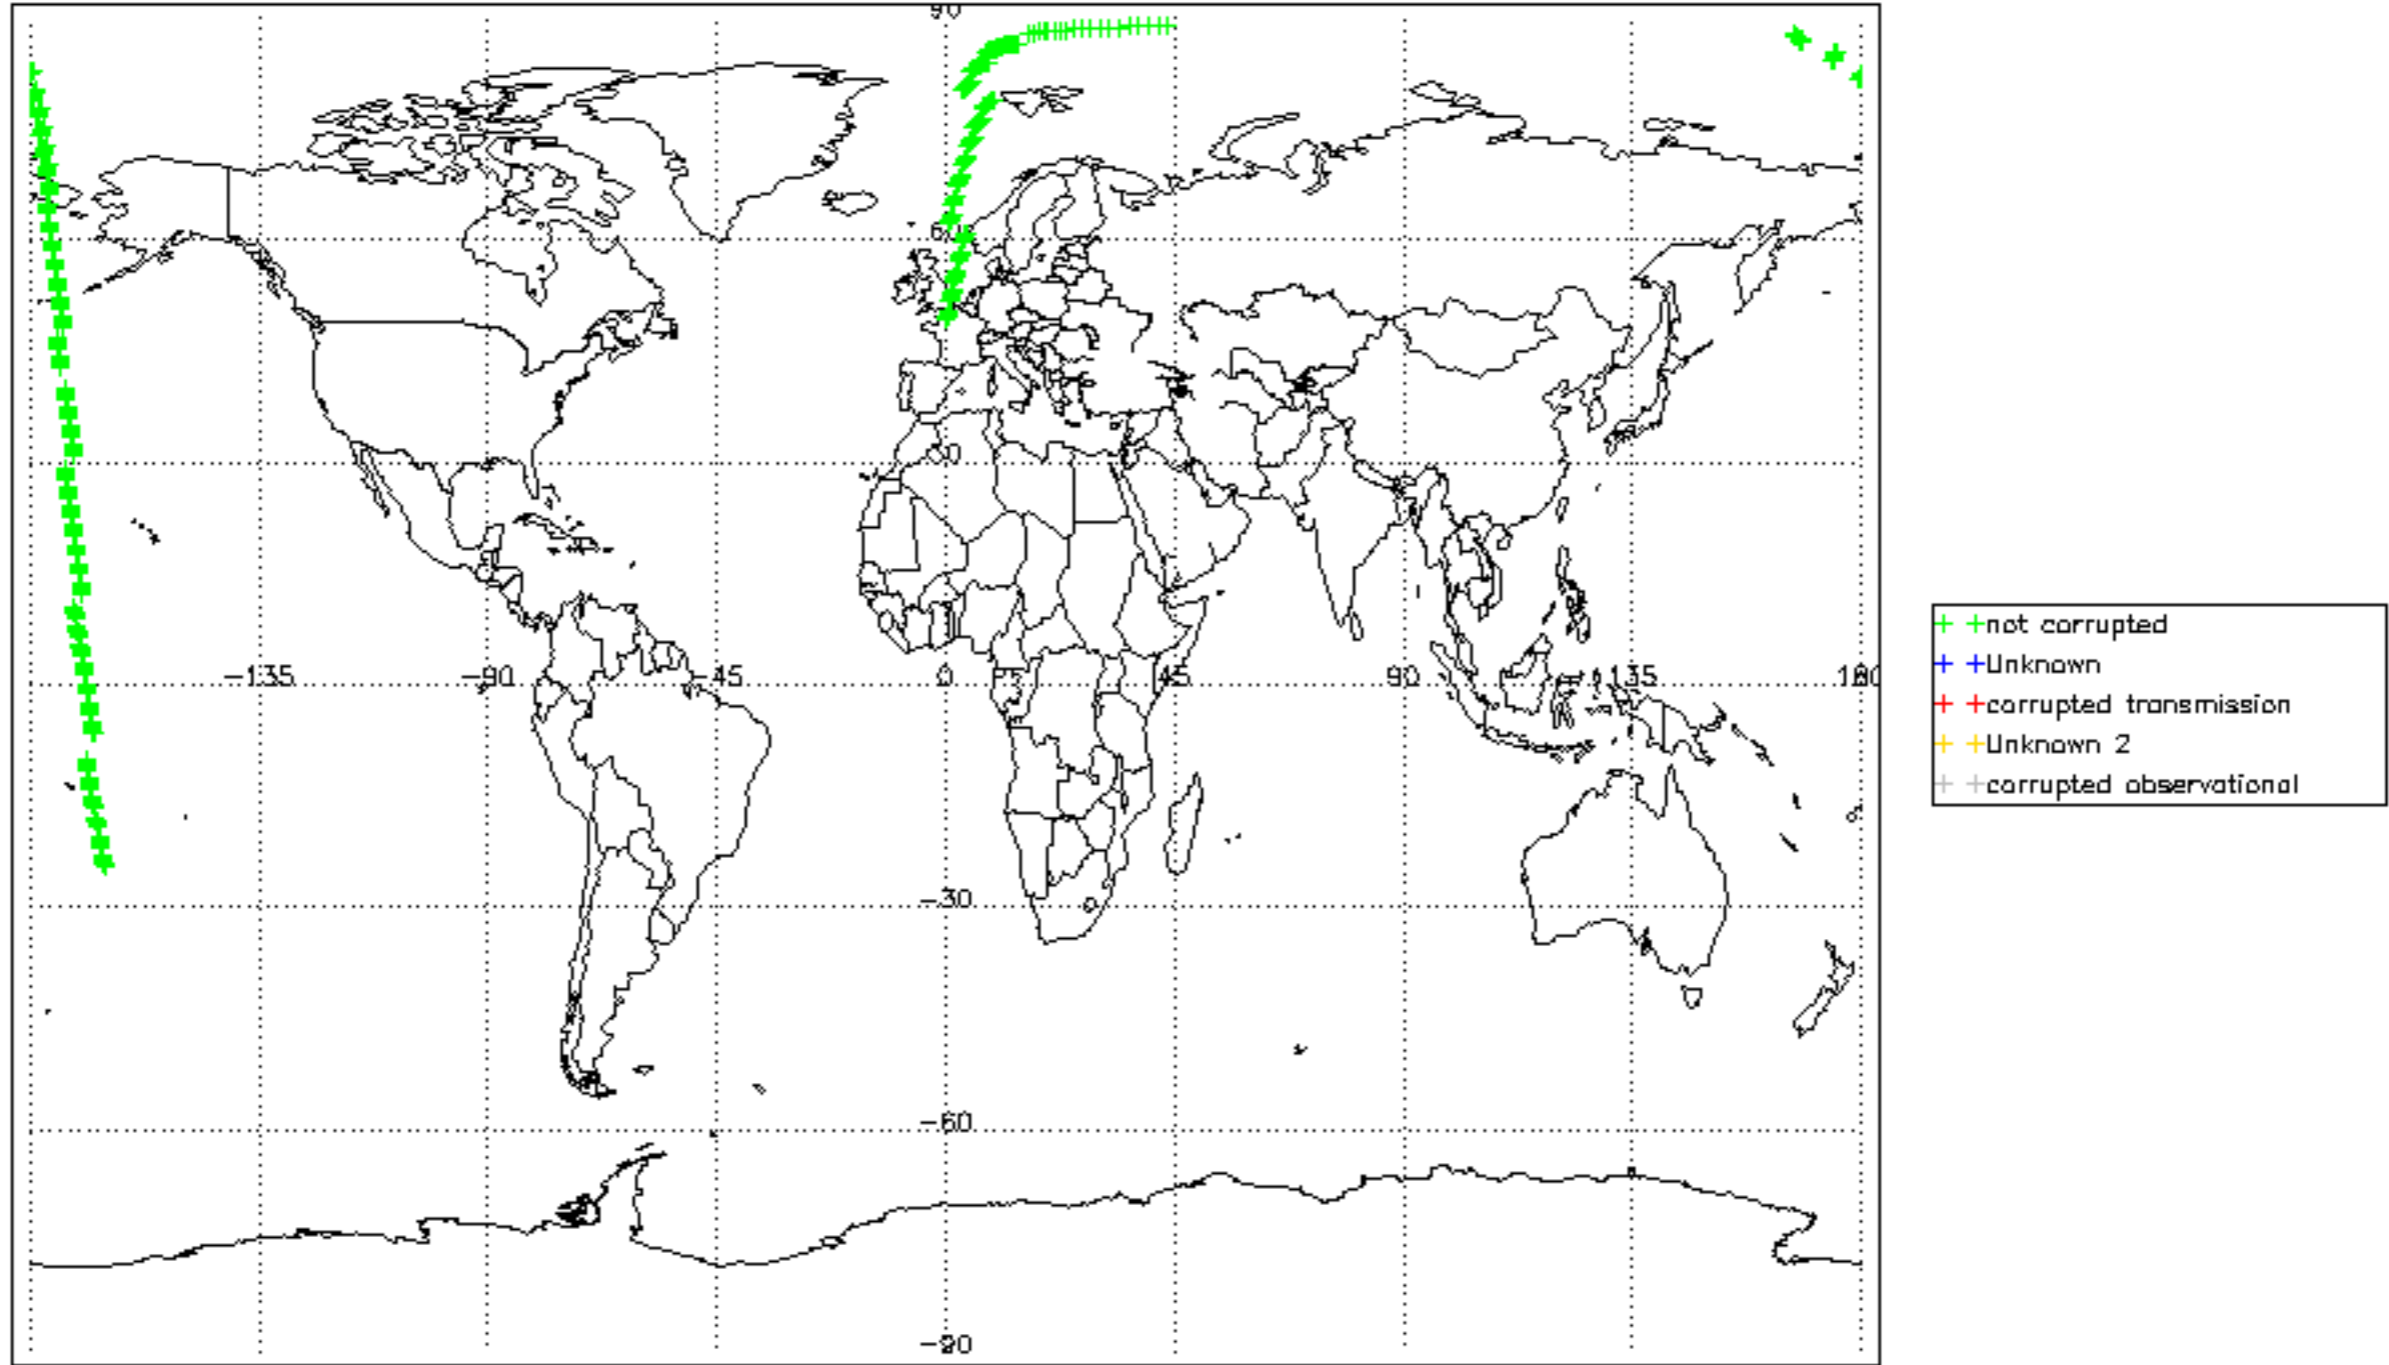 90
60
30
-135
-90
-45
0
45
90
135
180
-30
-60
-90
not corrupted
Unknown
corrupted transmission
Unknown 2
corrupted observational